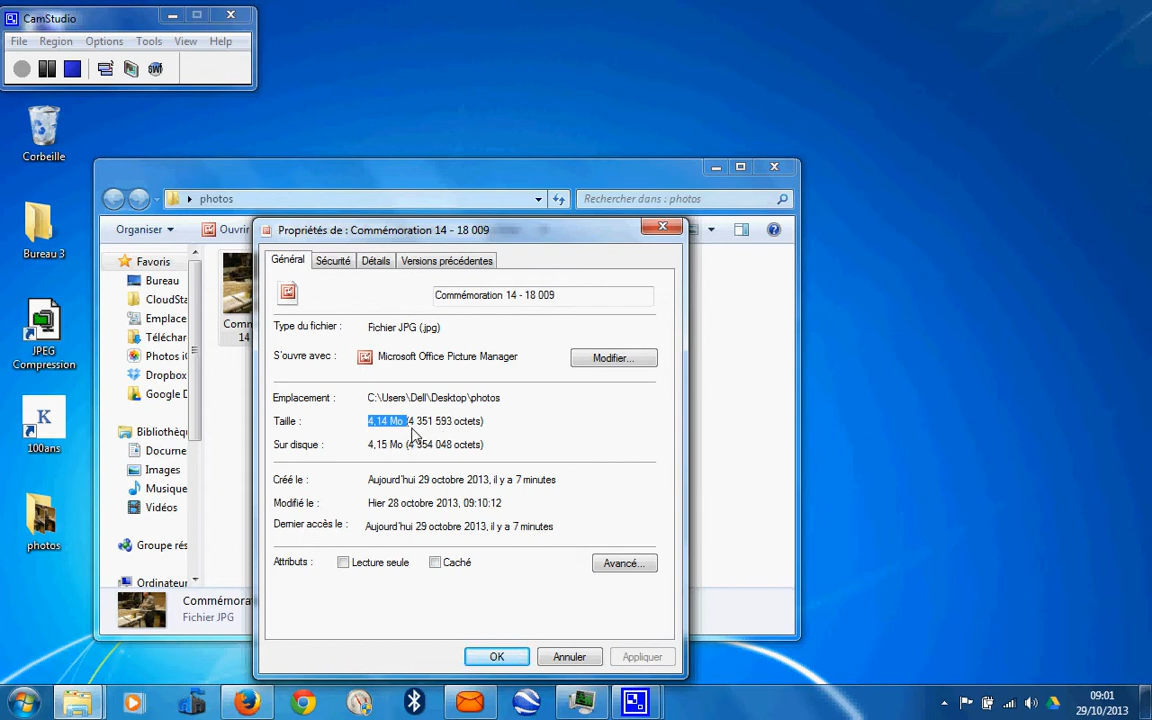 CamStudio
File Region Options Tools View Help
Corbeille
Bureau 3
JPEG
Compression
K
100ans
photos
photos
Rechercher dans : photos
Organiser
Ouvrir
Favoris
Bureau
CloudSta
Emplace
Téléchar
Photos i
Dropbox
Google D
Bibliothèq
Docume
Images
Musique
Vidéos
Groupe rés
Ordinateur
Comm
14
Commémora
Fichier JPG
Propriétés de : Commémoration 14 - 18 009
Général Sécurité Détails Versions précédentes
Commémoration 14 - 18 009
Type du fichier : Fichier JPG (.jpg)
S'ouvre avec : Microsoft Office Picture Manager Modifier...
Emplacement : C:\Users\Dell\Desktop\photos
Taille : 4,14 Mo (4 351 593 octets)
Sur disque : 4,15 Mo (4 354 048 octets)
Créé le : Aujourd'hui 29 octobre 2013, il y a 7 minutes
Modifié le : Hier 28 octobre 2013, 09:10:12
Dernier accès le : Aujourd'hui 29 octobre 2013, il y a 7 minutes
Attributs : Lecture seule Caché Avancé...
OK Annuler Appliquer
09:01
29/10/2013